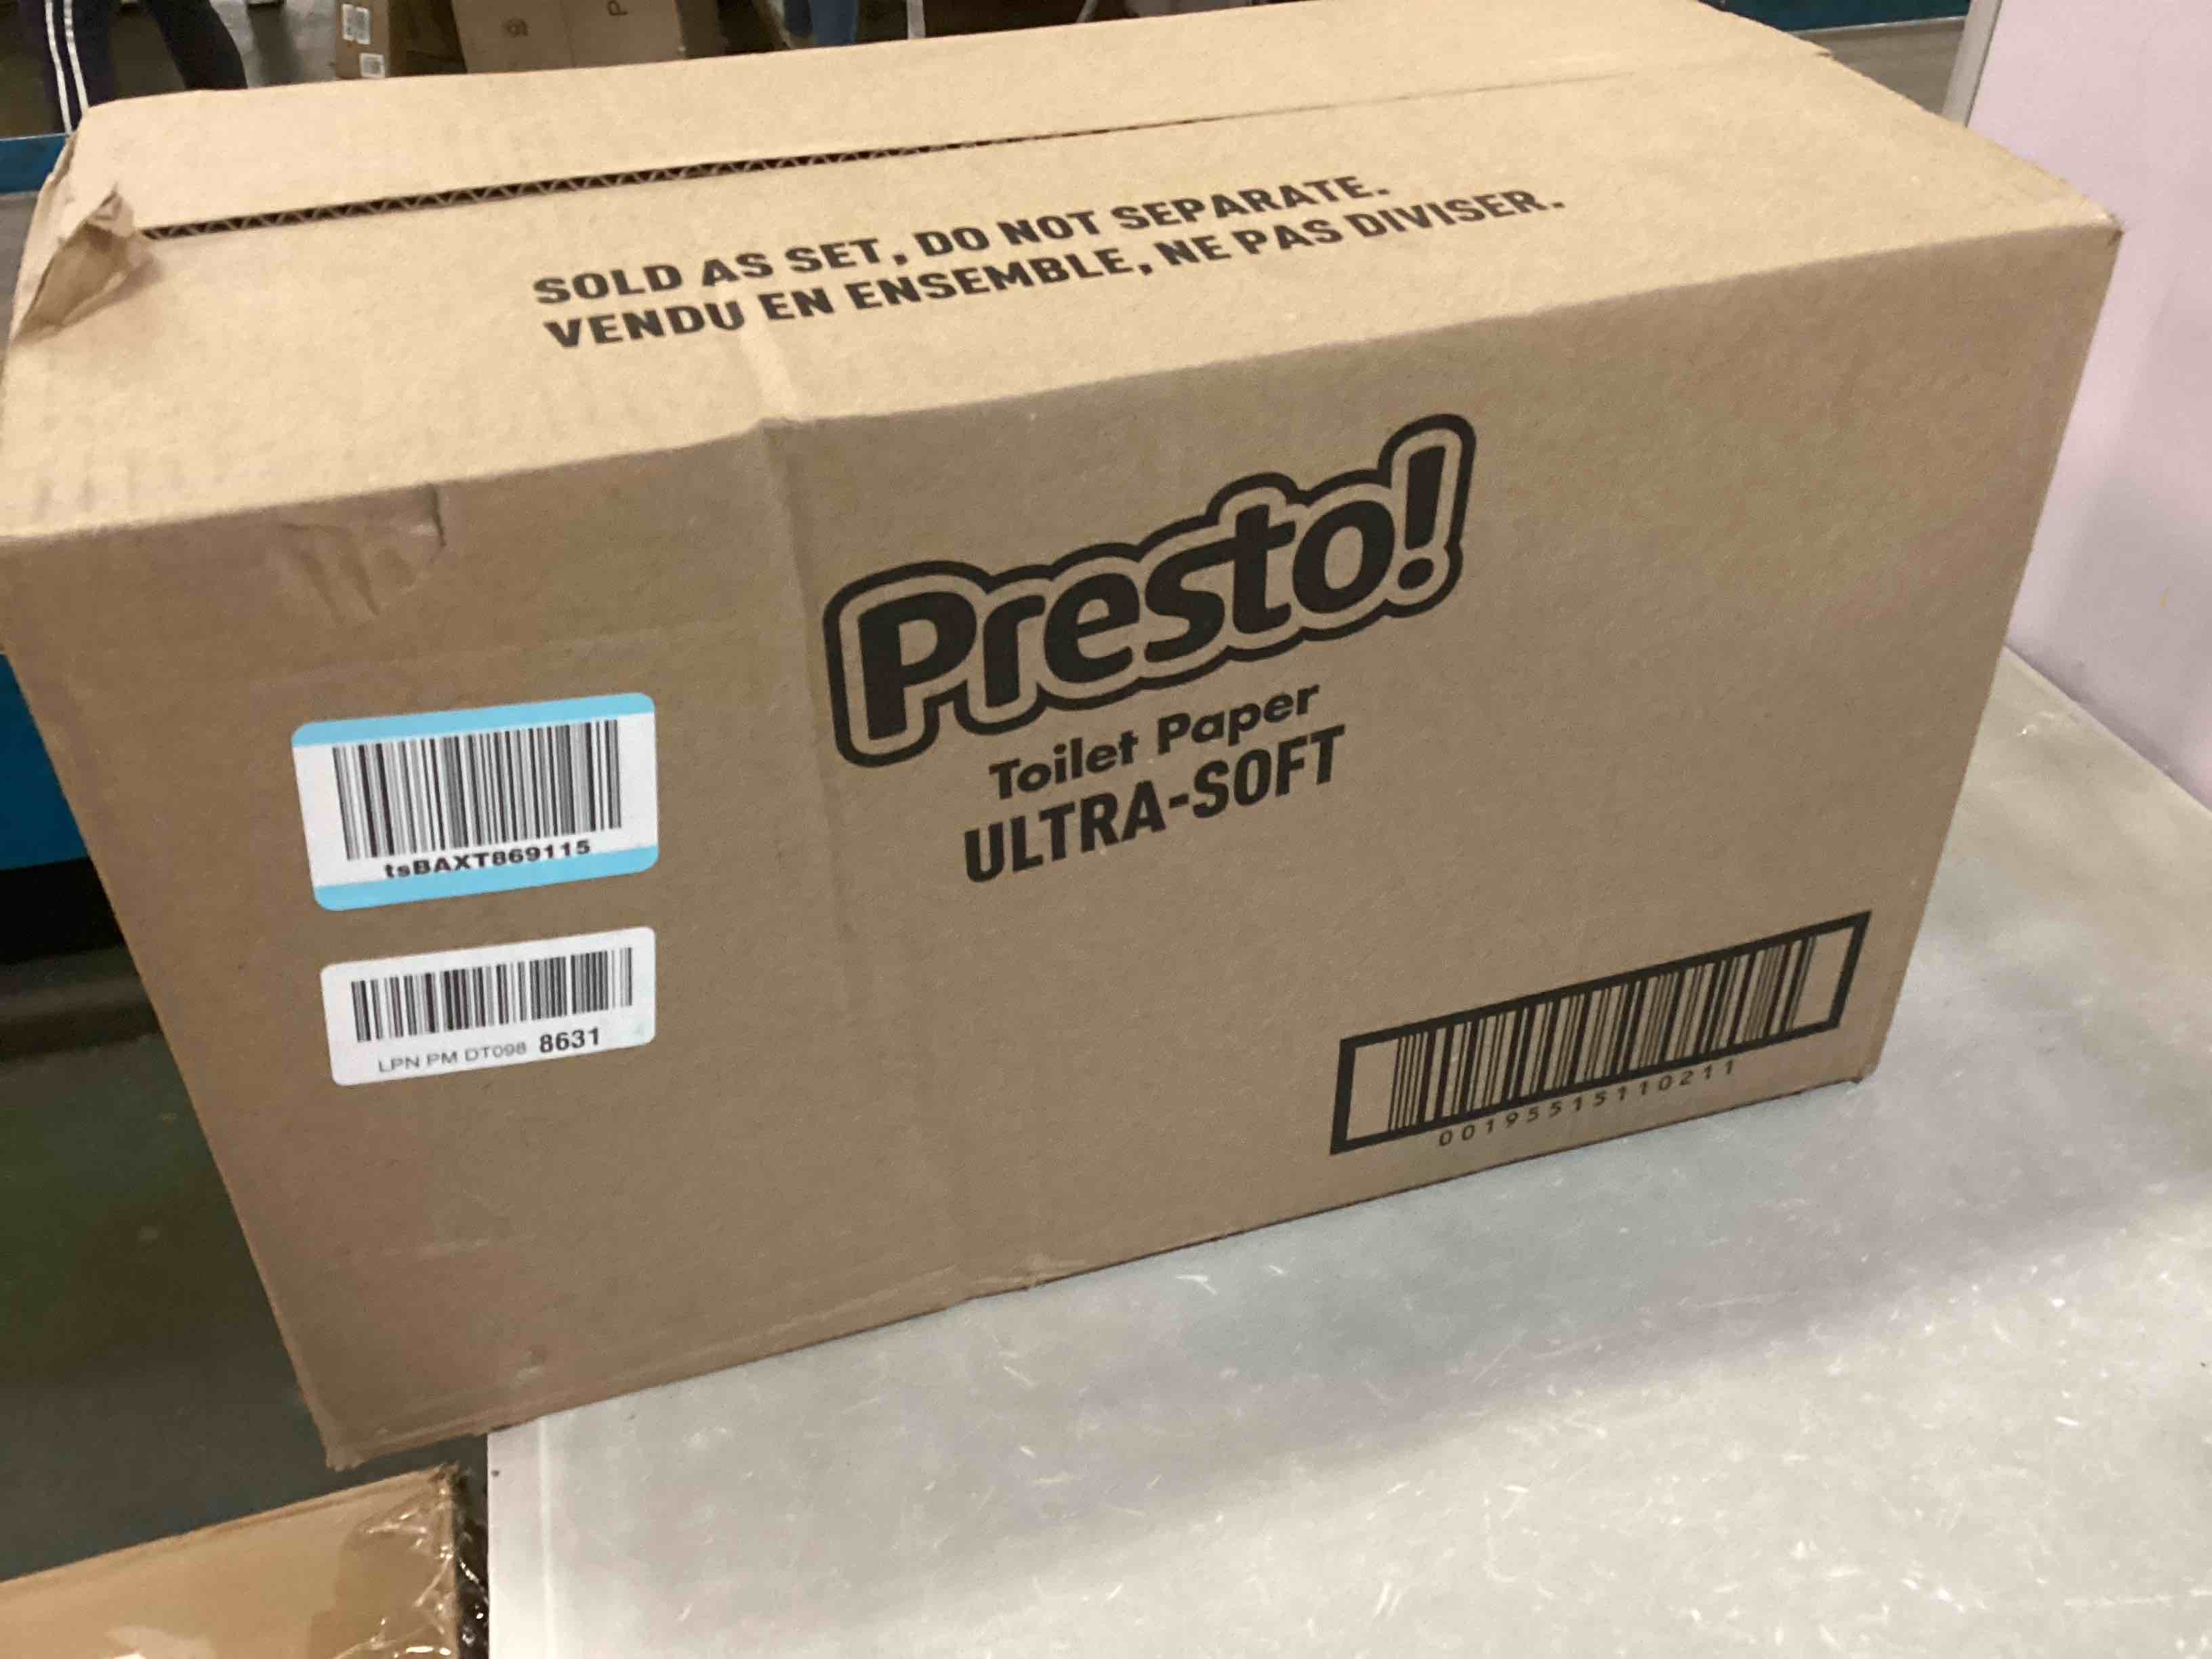 SOLD AS SET, DO NOT SEPARATE.
VENDU EN ENSEMBLE, NE PAS DIVISER.
Presto!
Toilet Paper
ULTRA-SOFT
tsBAXT869115
LPN PM DT098 8631
00195515110211